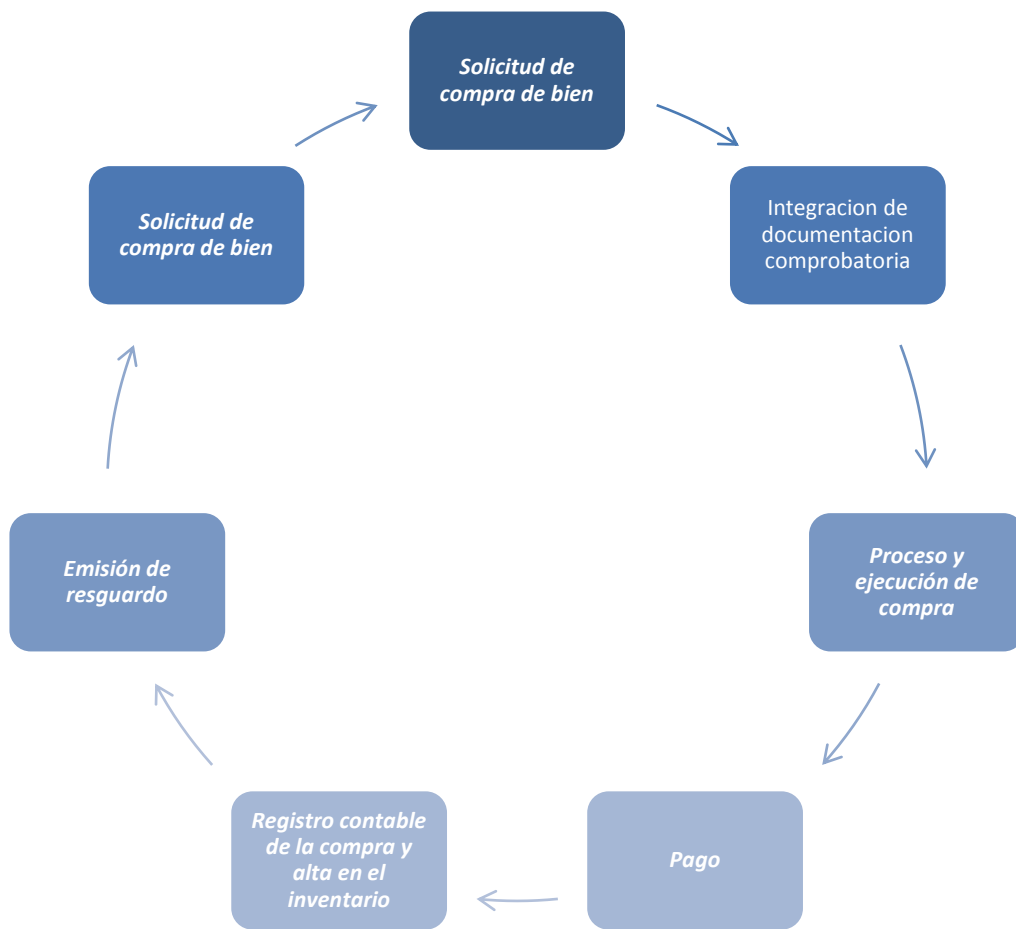 Solicitud de
compra de bien
Integracion de
documentacion
comprobatoria
Proceso y
ejecución de
compra
Pago
Registro contable
de la compra y
alta en el
inventario
Emisión de
resguardo
Solicitud de
compra de bien